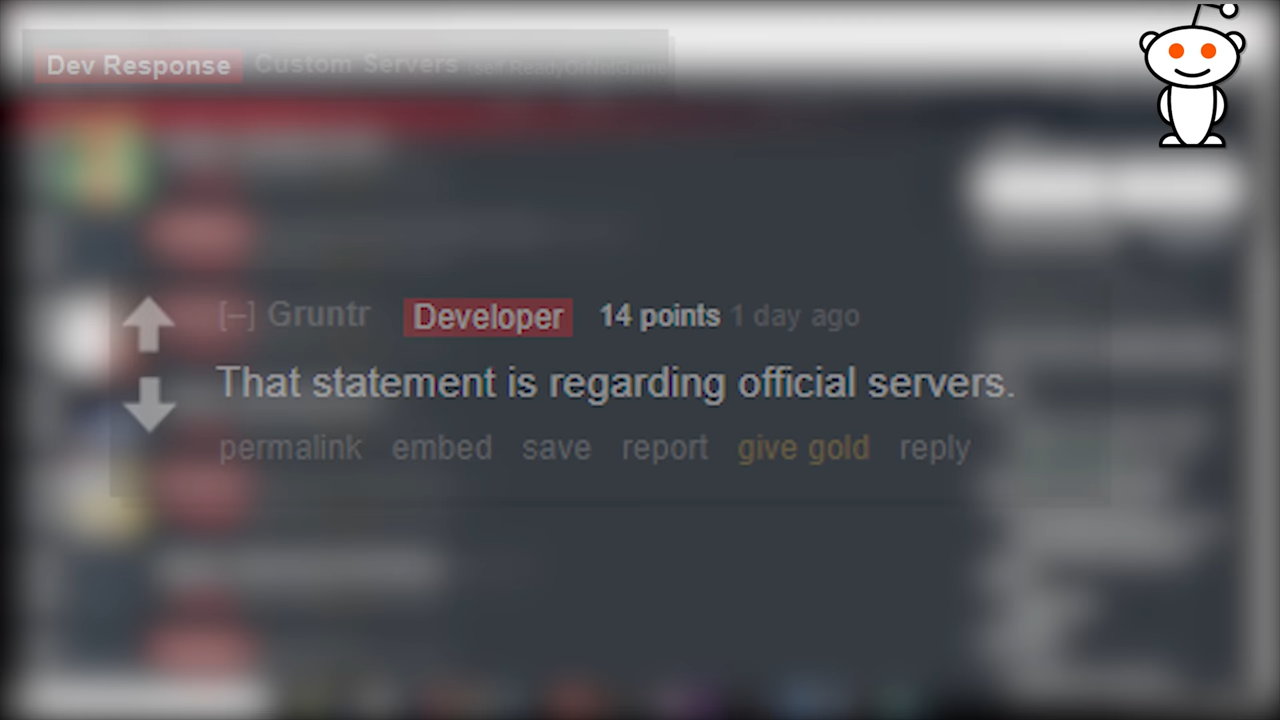 Dev Response Custom Servers
[–] Gruntr Developer 14 points 1 day ago
That statement is regarding official servers.
permalink embed save report give gold reply